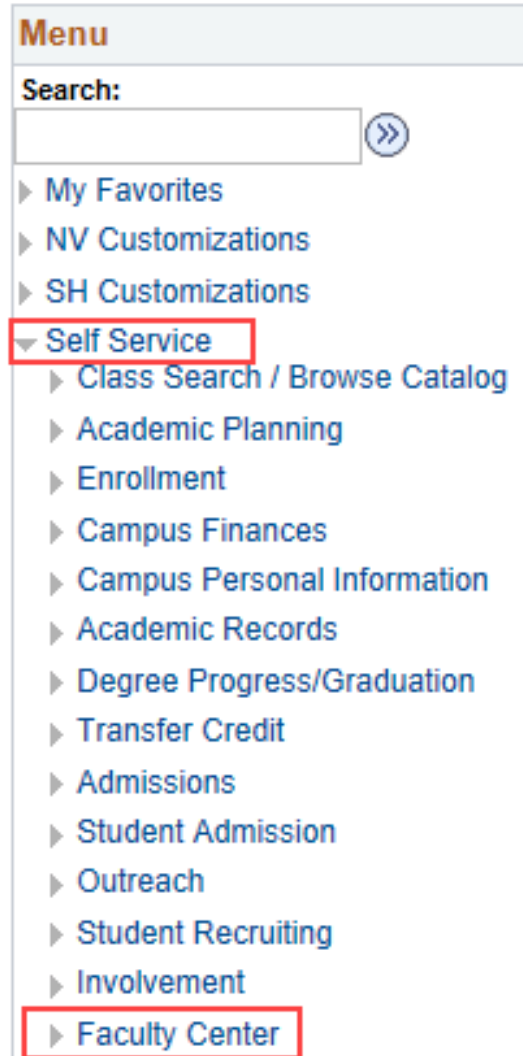 Menu
Search:
My Favorites
NV Customizations
SH Customizations
Self Service
Class Search / Browse Catalog
Academic Planning
Enrollment
Campus Finances
Campus Personal Information
Academic Records
Degree Progress/Graduation
Transfer Credit
Admissions
Student Admission
Outreach
Student Recruiting
Involvement
Faculty Center